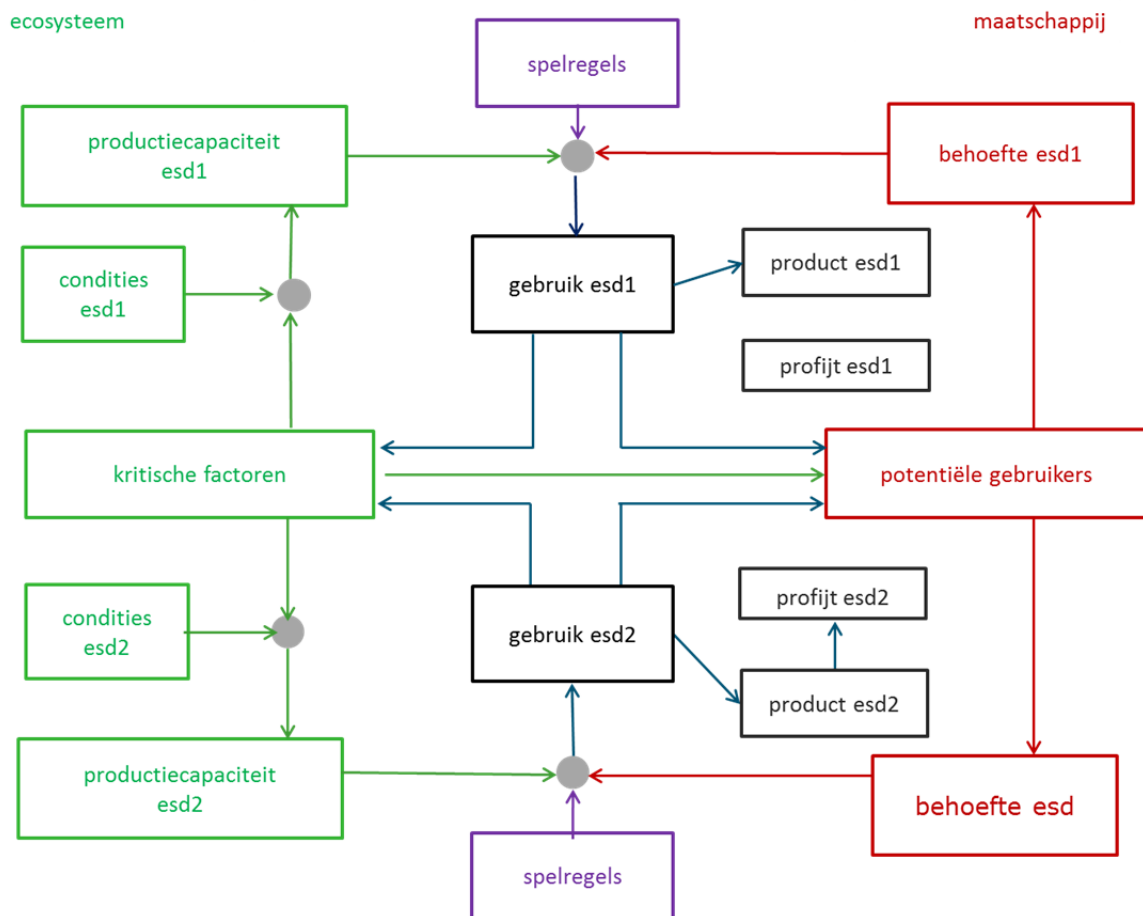 ecosysteem
maatschappij
spelregels
productiecapaciteit
esd1
behoefte esd1
condities
esd1
gebruik esd1
product esd1
profijt esd1
kritische factoren
potentiële gebruikers
condities
esd2
gebruik esd2
profijt esd2
product esd2
productiecapaciteit
esd2
behoefte esd
spelregels